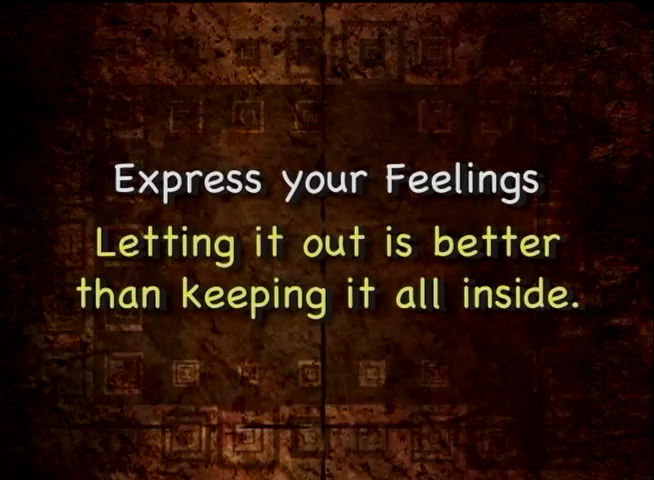 Express your Feelings
Letting it out is better
than keeping it all inside.